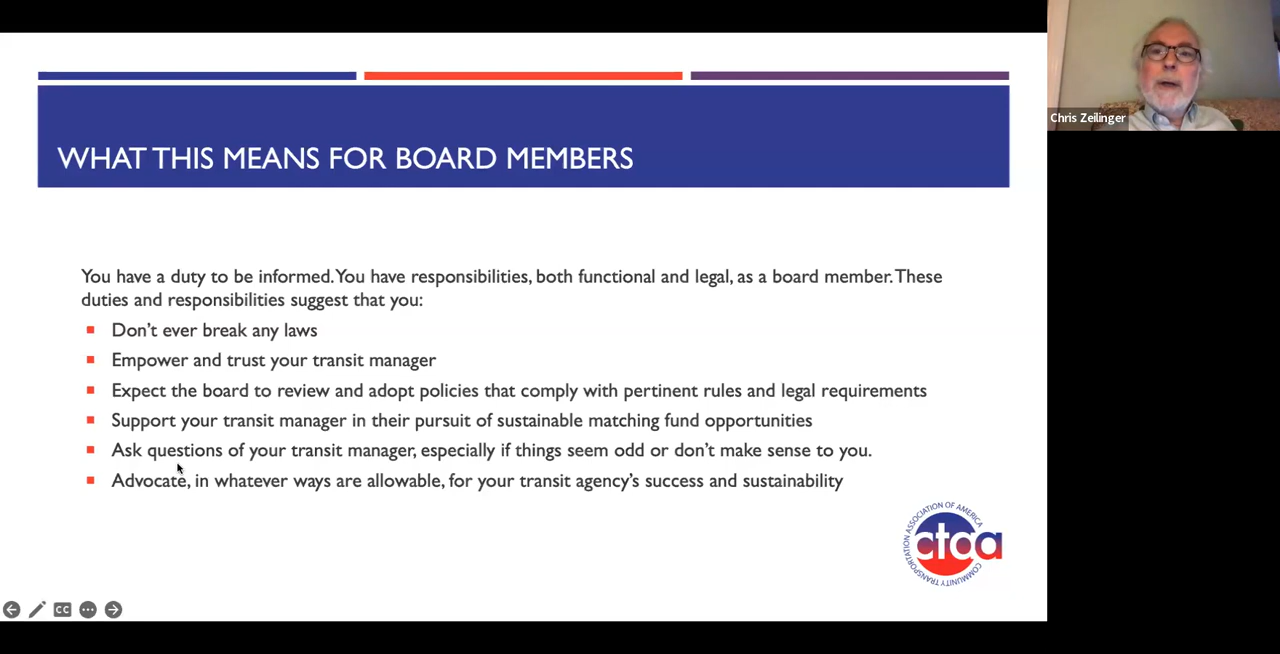 WHAT THIS MEANS FOR BOARD MEMBERS
Chris Zeilinger
You have a duty to be informed. You have responsibilities, both functional and legal, as a board member. These
duties and responsibilities suggest that you:
Don't ever break any laws
Empower and trust your transit manager
Expect the board to review and adopt policies that comply with pertinent rules and legal requirements
Support your transit manager in their pursuit of sustainable matching fund opportunities
Ask questions of your transit manager, especially if things seem odd or don't make sense to you.
Advocate, in whatever ways are allowable, for your transit agency's success and sustainability
COMMUNITY TRANSPORTATION ASSOCIATION OF AMERICA
ctaa
CC